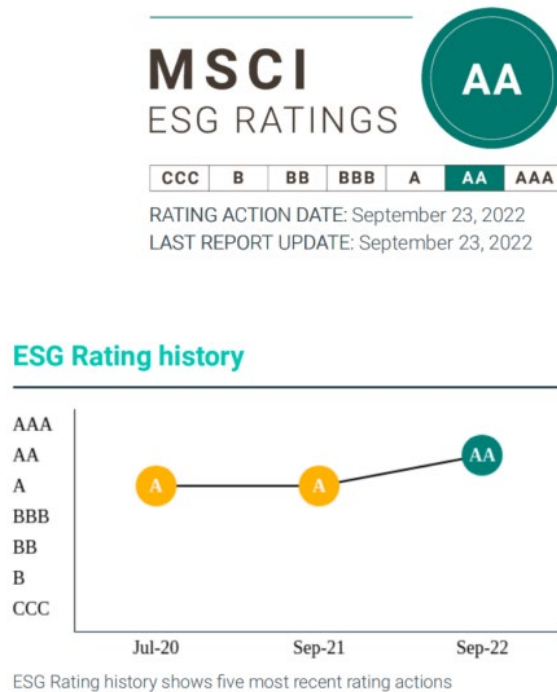 MSCI
ESG RATINGS
AA
CCC B BB BBB A AA AAA
RATING ACTION DATE: September 23, 2022
LAST REPORT UPDATE: September 23, 2022
ESG Rating history
AAA
AA
A
BBB
BB
B
CCC
A
A
AA
Jul-20 Sep-21 Sep-22
ESG Rating history shows five most recent rating actions